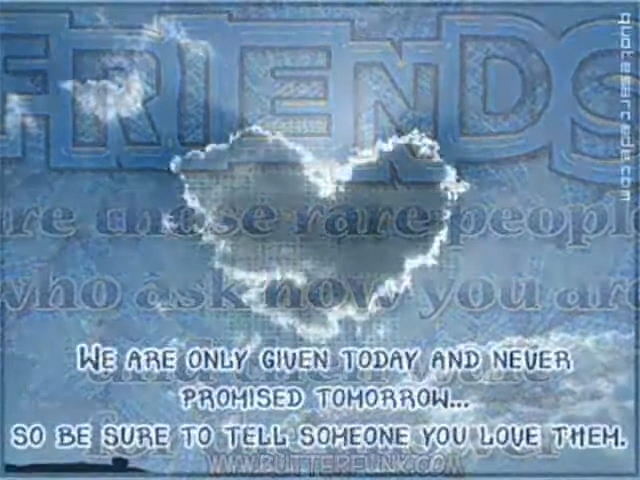 FRIENDS
quotesarcade.com
are those rare people
who ask how you are
WE ARE ONLY GIVEN TODAY AND NEVER
PROMISED TOMORROW...
SO BE SURE TO TELL SOMEONE YOU LOVE THEM.
WWW.BUTTERFUNK.COM